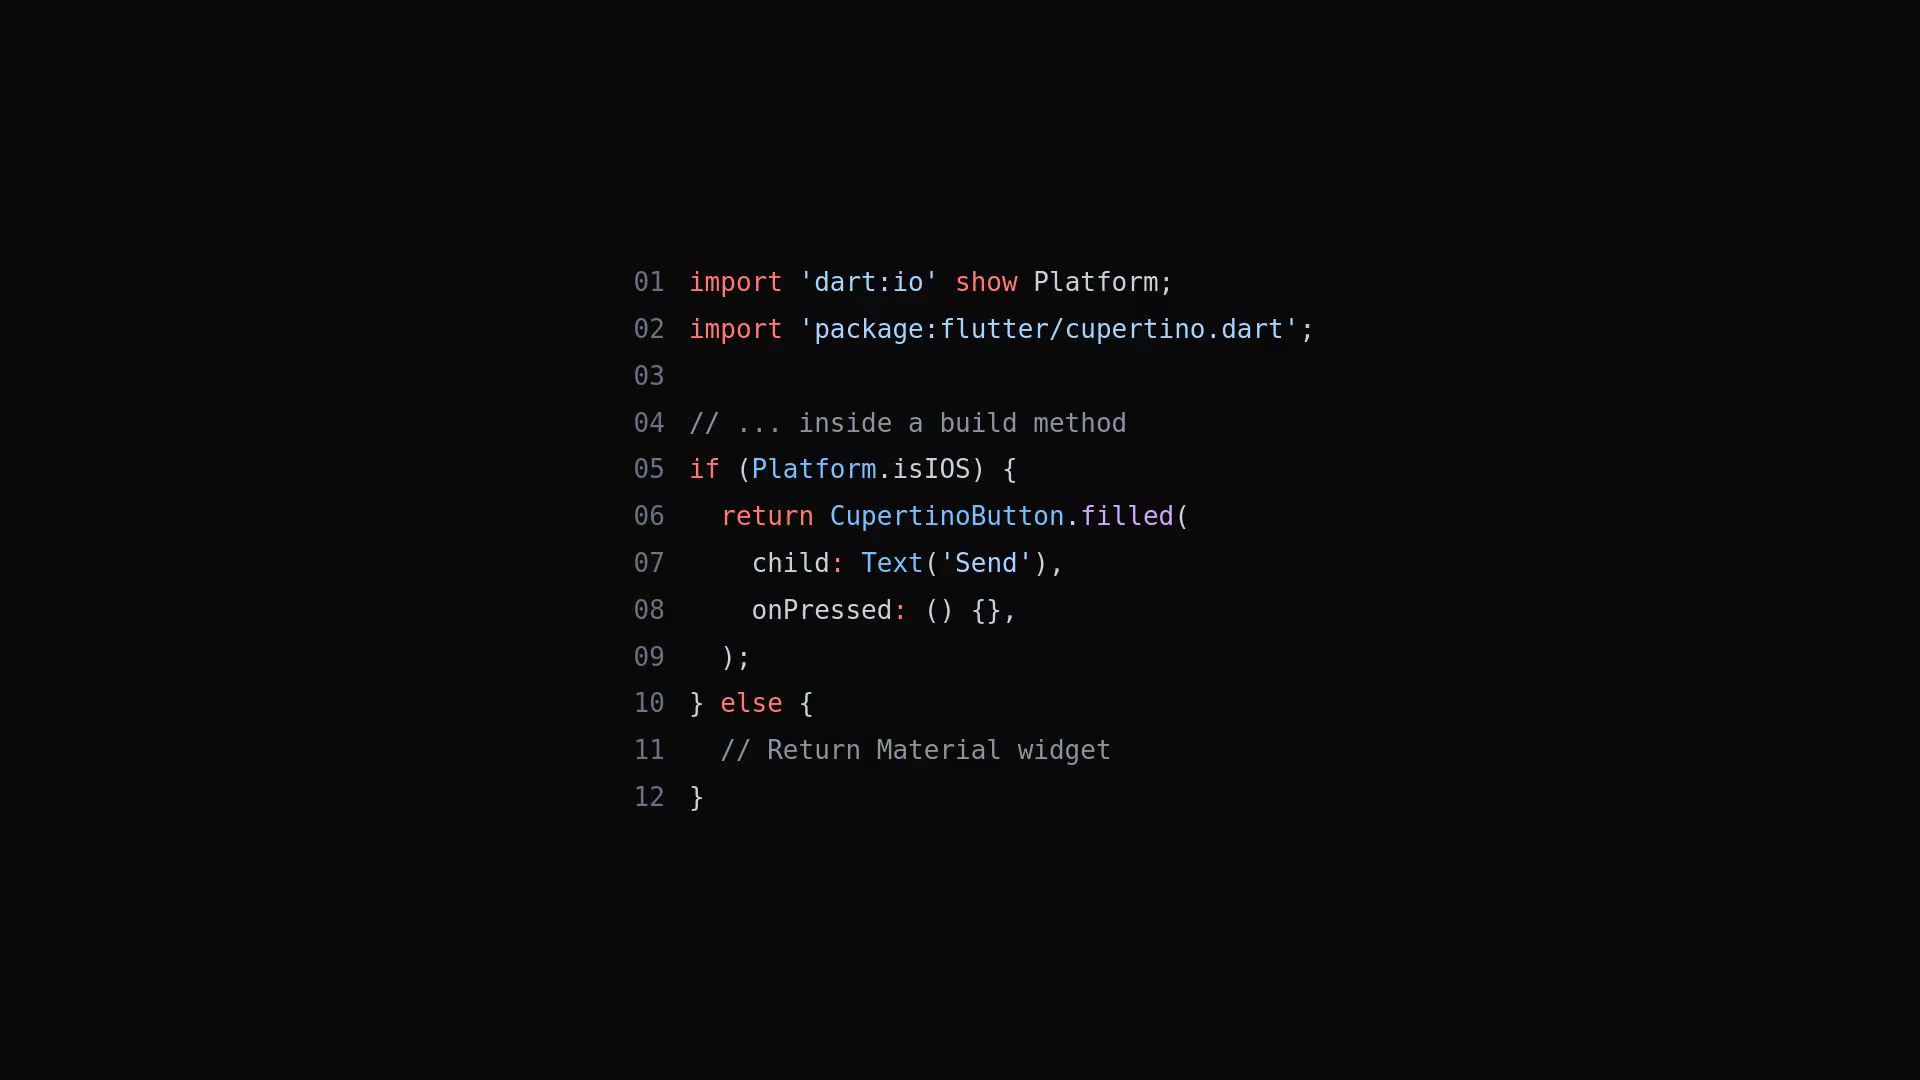 01 import 'dart:io' show Platform;
02 import 'package:flutter/cupertino.dart';
03
04 // ... inside a build method
05 if (Platform.isIOS) {
06   return CupertinoButton.filled(
07     child: Text('Send'),
08     onPressed: () {},
09   );
10 } else {
11   // Return Material widget
12 }